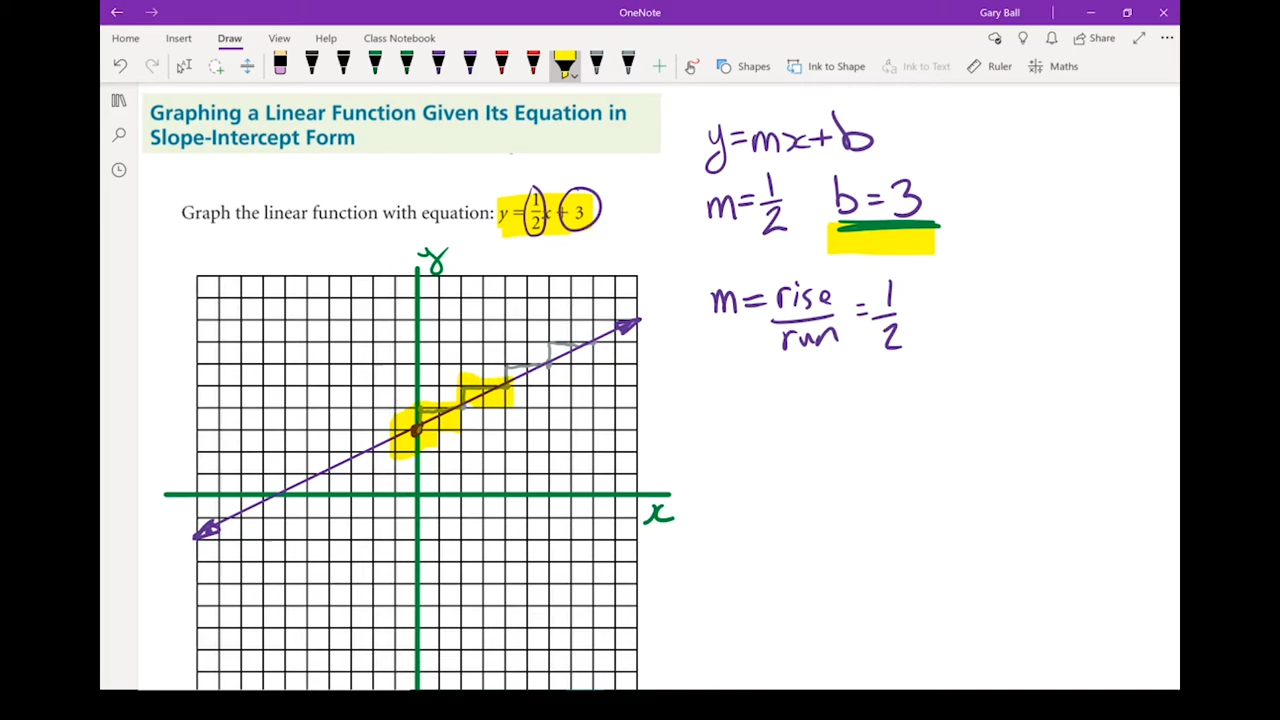 OneNote
Gary Ball
Home Insert Draw View Help Class Notebook
Share
Shapes Ink to Shape Ink to Text Ruler Maths
Graphing a Linear Function Given Its Equation in
Slope-Intercept Form
Graph the linear function with equation: y = 1/2 x + 3
y
x
y=mx+b
m=1/2 b=3
m=rise/run=1/2